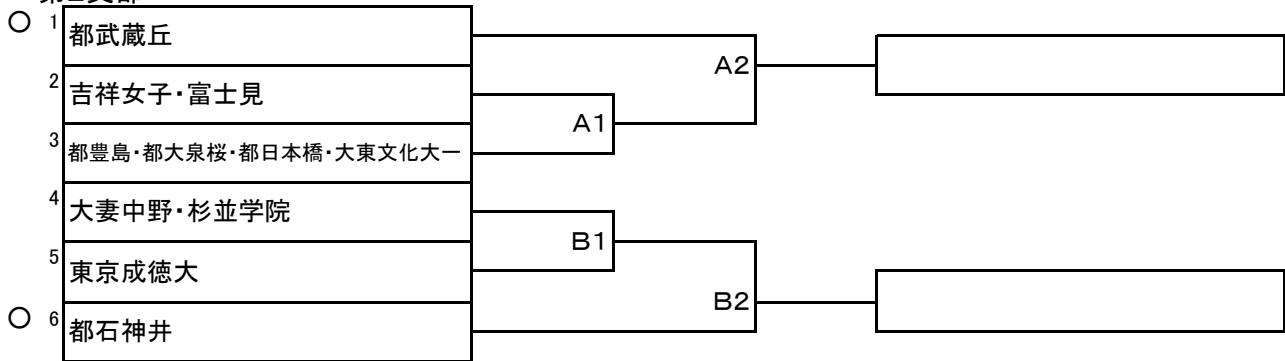 ○ 1 都武蔵丘
A2
2 吉祥女子・富士見
A1
3 都豊島・都大泉桜・都日本橋・大東文化大一
4 大妻中野・杉並学院
B1
5 東京成徳大
B2
○ 6 都石神井